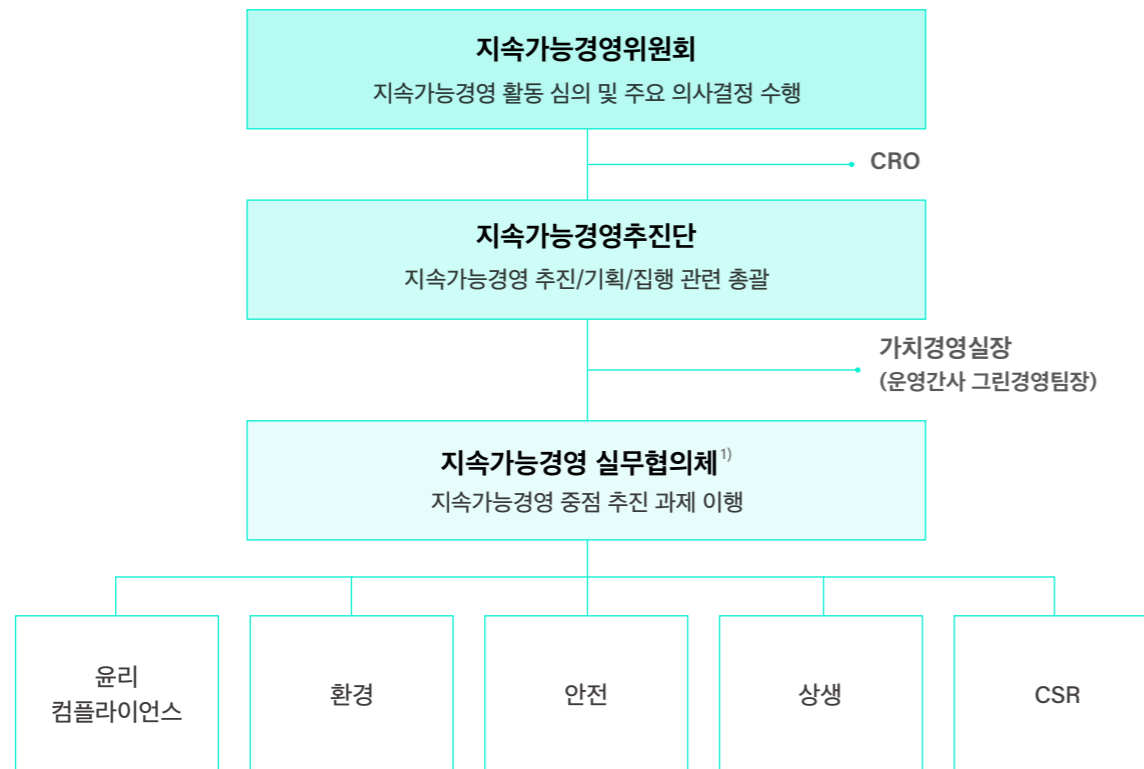 지속가능경영위원회
지속가능경영 활동 심의 및 주요 의사결정 수행
CRO
지속가능경영추진단
지속가능경영 추진/기획/집행 관련 총괄
가치경영실장
(운영간사 그린경영팀장)
지속가능경영 실무협의체1)
지속가능경영 중점 추진 과제 이행
윤리
컴플라이언스
환경
안전
상생
CSR